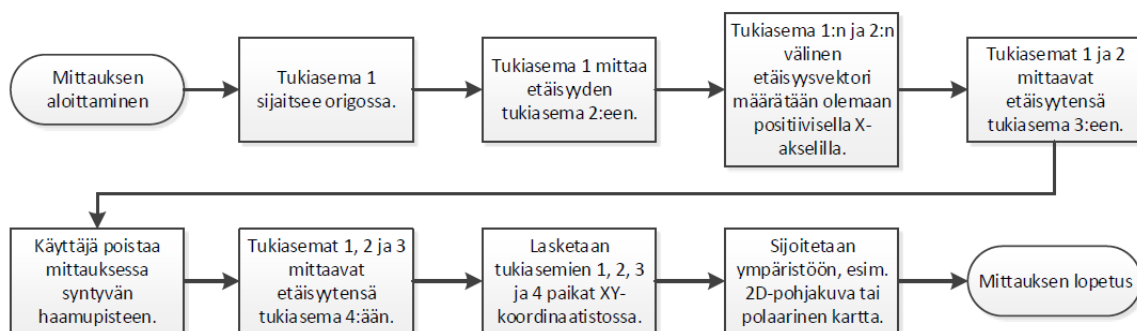 Mittauksen
aloittaminen
Tukiasema 1
sijaitsee origossa.
Tukiasema 1 mittaa
etäisyyden
tukiasema 2:een.
Tukiasema 1:n ja 2:n
välinen
etäisyysvektori
määrätään olemaan
positiivisella X-
akselilla.
Tukiasemat 1 ja 2
mittaavat
etäisyytensä
tukiasema 3:een.
Käyttäjä poistaa
mittauksessa
syntyvän
haamupisteen.
Tukiasemat 1, 2 ja 3
mittaavat
etäisyytensä
tukiasema 4:ään.
Lasketaan
tukiasemien 1, 2, 3
ja 4 paikat XY-
koordinaatistossa.
Sijoitetaan
ympäristöön, esim.
2D-pohjakuva tai
polaarinen kartta.
Mittauksen lopetus